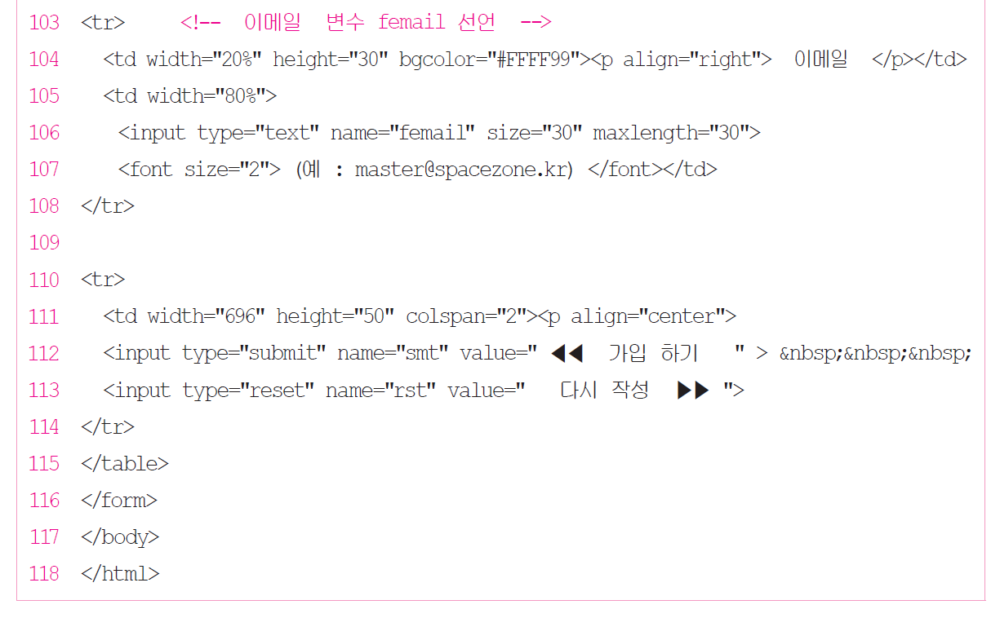 103 <tr> <!-- 이메일 변수 femail 선언 -->
104 <td width="20%" height="30" bgcolor="#FFFF99"><p align="right"> 이메일 </p></td>
105 <td width="80%">
106 <input type="text" name="femail" size="30" maxlength="30">
107 <font size="2"> (예 : master@spacezone.kr) </font></td>
108 </tr>
109
110 <tr>
111 <td width="696" height="50" colspan="2"><p align="center">
112 <input type="submit" name="smt" value=" ◀◀ 가입 하기 " > &nbsp;&nbsp;&nbsp;
113 <input type="reset" name="rst" value=" 다시 작성 ▶▶ ">
114 </tr>
115 </table>
116 </form>
117 </body>
118 </html>